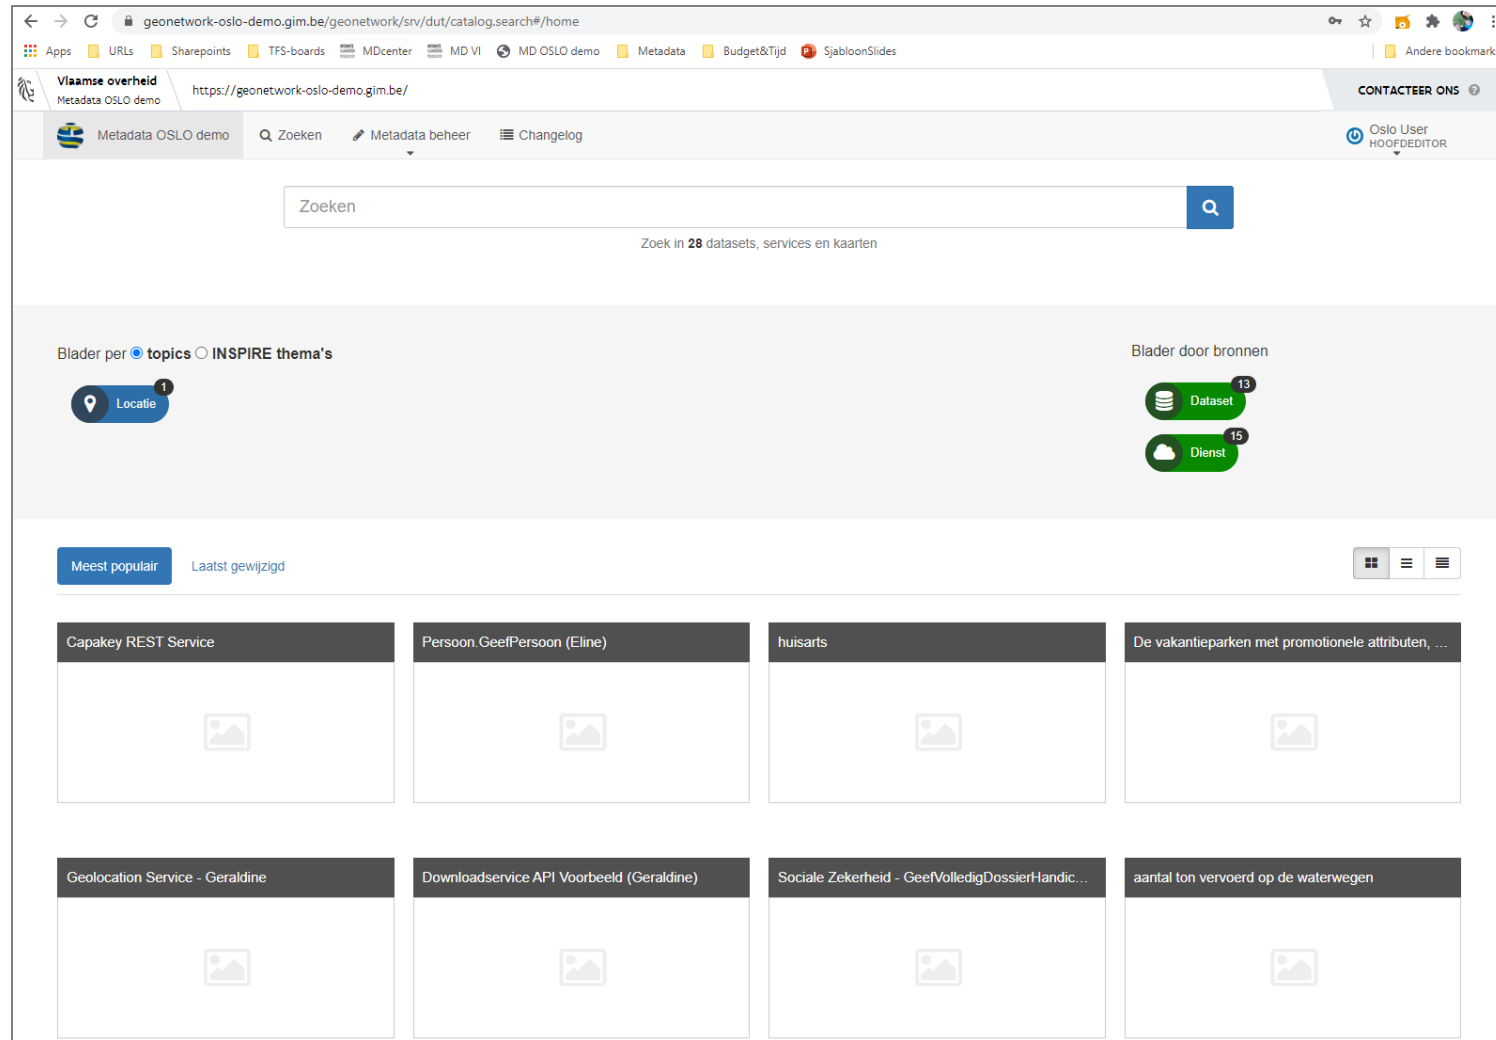 geonetwork-oslo-demo.gim.be/geonetwork/srv/dut/catalog.search#/home
Apps URLs Sharepoints TFS-boards MDcenter MD VI MD OSLO demo Metadata Budget&Tijd SjabloonSlides Andere bookmark
Vlaamse overheid
Metadata OSLO demo
https://geonetwork-oslo-demo.gim.be/
CONTACTEER ONS
Metadata OSLO demo Zoeken Metadata beheer Changelog
Oslo User
HOOFDEDITOR
Zoeken
Zoek in 28 datasets, services en kaarten
Blader per topics INSPIRE thema's
Locatie 1
Blader door bronnen
Dataset 13
Dienst 15
Meest populair Laatst gewijzigd
Capakey REST Service
Persoon.GeefPersoon (Eline)
huisarts
De vakantieparken met promotionele attributen, ...
Geolocation Service - Geraldine
Downloadservice API Voorbeeld (Geraldine)
Sociale Zekerheid - GeefVolledigDossierHandic...
aantal ton vervoerd op de waterwegen